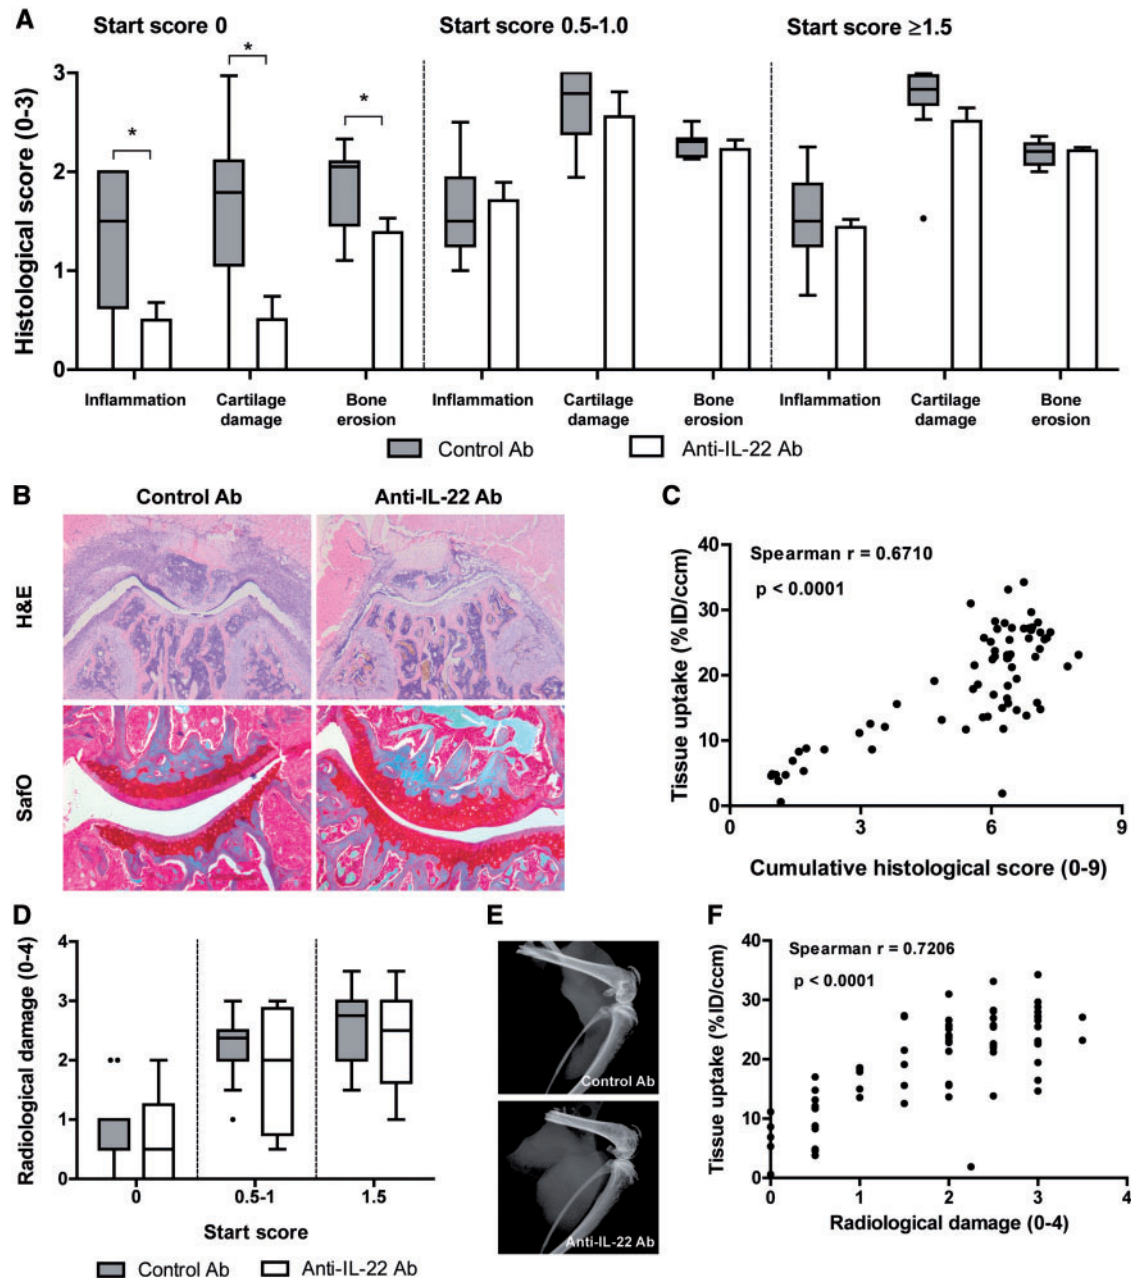 A
Start score 0
Start score 0.5-1.0
Start score ≥1.5
Histological score (0-3)
3
2
1
0
*
*
*
Inflammation
Cartilage
damage
Bone
erosion
Inflammation
Cartilage
damage
Bone
erosion
Inflammation
Cartilage
damage
Bone
erosion
Control Ab
Anti-IL-22 Ab
B
Control Ab
Anti-IL-22 Ab
H&E
SafO
C
Spearman r = 0.6710
p < 0.0001
Tissue uptake (%ID/ccm)
40
30
20
10
0
0
3
6
9
Cumulative histological score (0-9)
D
Radiological damage (0-4)
4
3
2
1
0
0
0.5-1
1.5
Start score
Control Ab
Anti-IL-22 Ab
E
Control Ab
Anti-IL-22 Ab
F
Spearman r = 0.7206
p < 0.0001
Tissue uptake (%ID/ccm)
40
30
20
10
0
0
1
2
3
4
Radiological damage (0-4)